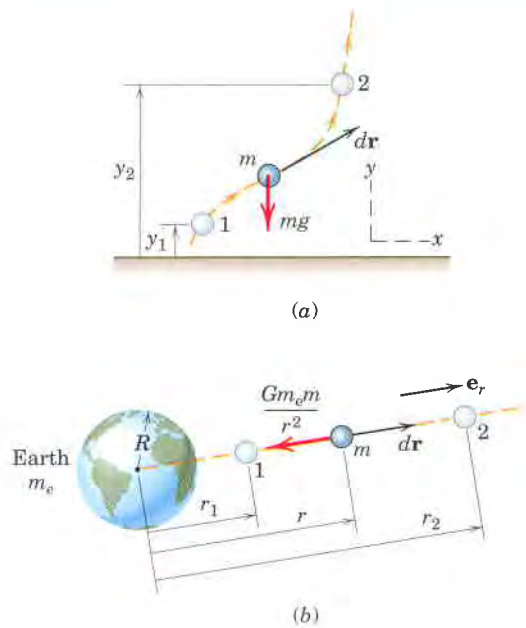 2
dr
m
y
y₂
1
mg
y₁
x
(a)
Gmₑm
r²
eᵣ
R
Earth
mₑ
1
m
dr
2
r₁
r
r₂
(b)